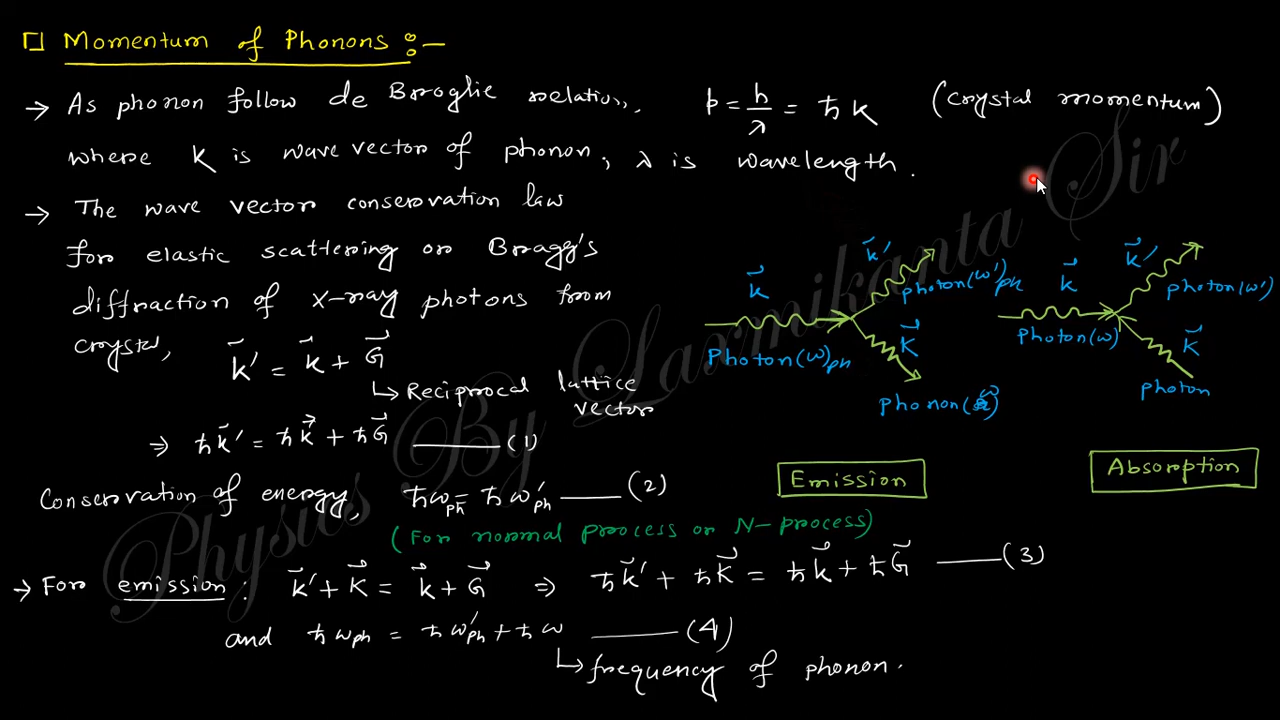 □ Momentum of Phonons :-
→ As phonon follow de Broglie relation, p = h/λ = ħK (crystal momentum)
where K is wave vector of phonon, λ is wavelength.
→ The wave vector conservation law
for elastic scattering or Bragg's
diffraction of X-ray photons from
crystal,
k⃗' = k⃗ + G⃗
↳ Reciprocal lattice
vector
⇒ ħk⃗' = ħk⃗ + ħG⃗ —— (1)
Conservation of energy, ħω_ph = ħω'_ph —— (2)
(For normal process or N-process)
→ For emission: k⃗' + K⃗ = k⃗ + G⃗ ⇒ ħk⃗' + ħK⃗ = ħk⃗ + ħG⃗ —— (3)
and ħω_ph = ħω'_ph + ħω —— (4)
↳ frequency of phonon.
k⃗
Photon(ω)_ph
k⃗'
photon(ω')_ph
K⃗
phonon(ω)
Emission
k⃗
Photon(ω)
k⃗'
photon(ω')
K⃗
photon
Absorption
Physics By Laxmikanta Sir